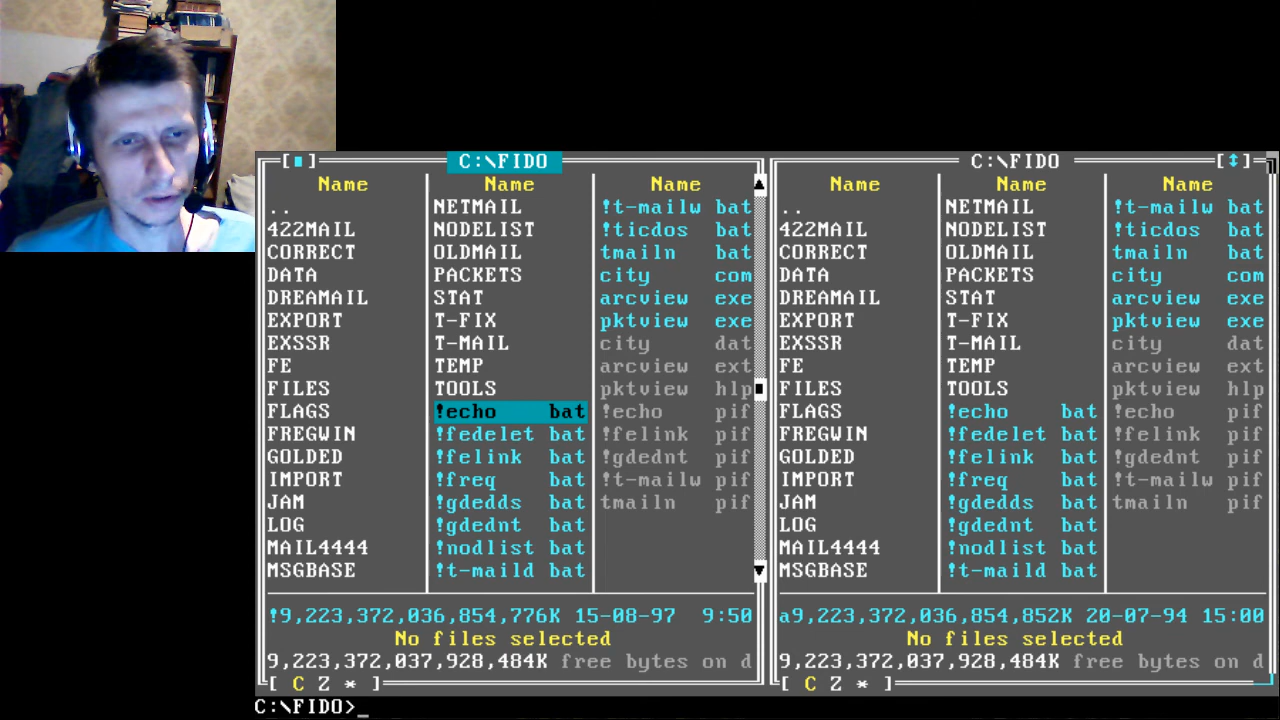 [■] C:\FIDO C:\FIDO [↕]
Name Name Name Name Name Name
.. NETMAIL !t-mailw bat .. NETMAIL !t-mailw bat
422MAIL NODELIST !ticdos bat 422MAIL NODELIST !ticdos bat
CORRECT OLDMAIL tmailn bat CORRECT OLDMAIL tmailn bat
DATA PACKETS city com DATA PACKETS city com
DREAMAIL STAT arcview exe DREAMAIL STAT arcview exe
EXPORT T-FIX pktview exe EXPORT T-FIX pktview exe
EXSSR T-MAIL city dat EXSSR T-MAIL city dat
FE TEMP arcview ext FE TEMP arcview ext
FILES TOOLS pktview hlp FILES TOOLS pktview hlp
FLAGS !echo bat !echo pif FLAGS !echo bat !echo pif
FREGWIN !fedelet bat !felink pif FREGWIN !fedelet bat !felink pif
GOLDED !felink bat !gdednt pif GOLDED !felink bat !gdednt pif
IMPORT !freq bat !t-mailw pif IMPORT !freq bat !t-mailw pif
JAM !gdedds bat tmailn pif JAM !gdedds bat tmailn pif
LOG !gdednt bat LOG !gdednt bat
MAIL4444 !nodlist bat MAIL4444 !nodlist bat
MSGBASE !t-maild bat MSGBASE !t-maild bat
!9,223,372,036,854,776K 15-08-97 9:50 a9,223,372,036,854,852K 20-07-94 15:00
No files selected No files selected
9,223,372,037,928,484K free bytes on d 9,223,372,037,928,484K free bytes on d
[ C Z * ] [ C Z * ]
C:\FIDO>_